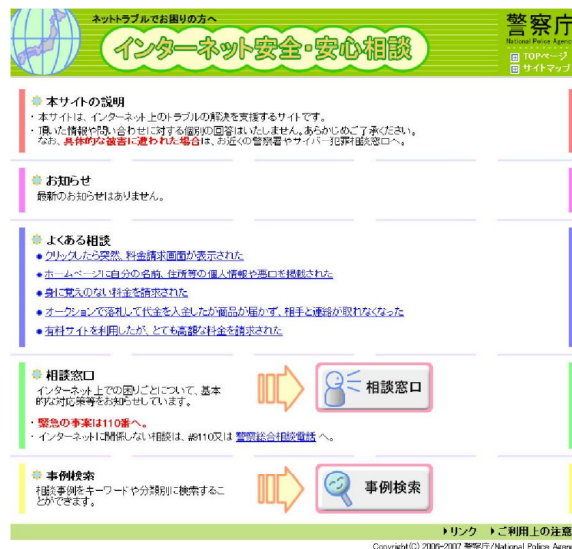 ネットトラブルでお困りの方へ
インターネット安全・安心相談
警察庁
National Police Agency
TOPページ
サイトマップ
本サイトの説明
・本サイトは、インターネット上のトラブルの解決を支援するサイトです。
・頂いた情報や問い合わせに対する個別の回答はいたしません。あらかじめご了承ください。
なお、具体的な被害に遭われた場合は、お近くの警察署やサイバー犯罪相談窓口へ。
お知らせ
最新のお知らせはありません。
よくある相談
クリックしたら突然、料金請求画面が表示された
ホームページに自分の名前、住所等の個人情報や悪口を掲載された
身に覚えのない料金を請求された
オークションで落札して代金を入金したが商品が届かず、相手と連絡が取れなくなった
有料サイトを利用したが、とても高額な料金を請求された
相談窓口
インターネット上での困りごとについて、基本
的な対応策等をお知らせしています。
相談窓口
・緊急の事案は110番へ。
・インターネットに関係しない相談は、#9110又は 警察総合相談電話 へ。
事例検索
相談事例をキーワードや分類別に検索するこ
とができます。
事例検索
リンク ご利用上の注意
Copyright(C) 2006-2007 警察庁/National Police Agen